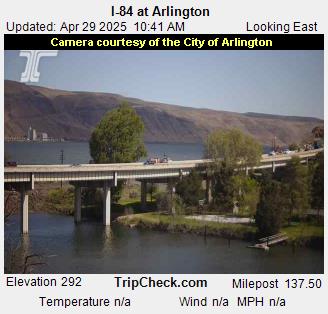 I-84 at Arlington
Updated: Apr 29 2025 10:41 AM Looking East
Camera courtesy of the City of Arlington
Elevation 292 TripCheck.com Milepost 137.50
Temperature n/a Wind n/a MPH n/a